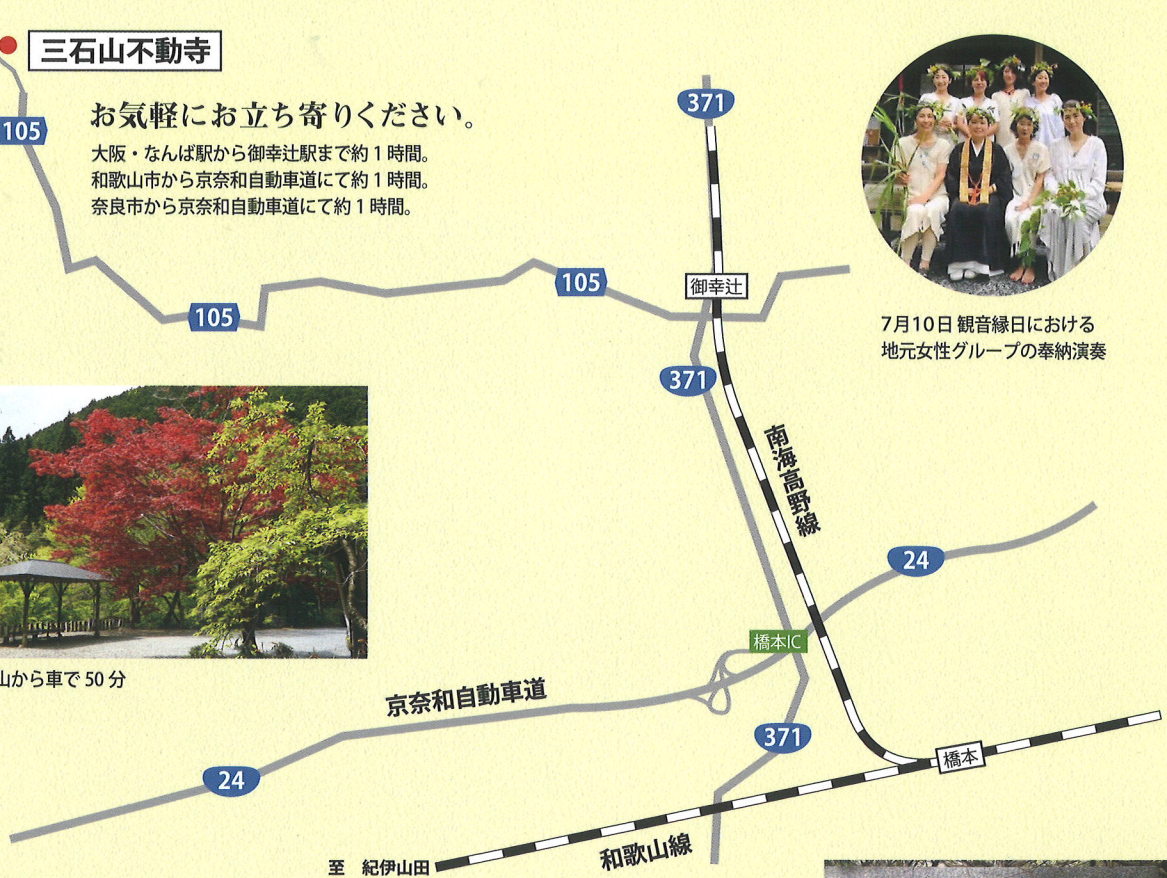 三石山不動寺
お気軽にお立ち寄りください。
大阪・なんば駅から御幸辻駅まで約1時間。
和歌山市から京奈和自動車道にて約1時間。
奈良市から京奈和自動車道にて約1時間。
105
371
105
105
御幸辻
7月10日 観音縁日における
地元女性グループの奉納演奏
371
南海高野線
24
橋本IC
山から車で50分
京奈和自動車道
371
24
橋本
和歌山線
至 紀伊山田